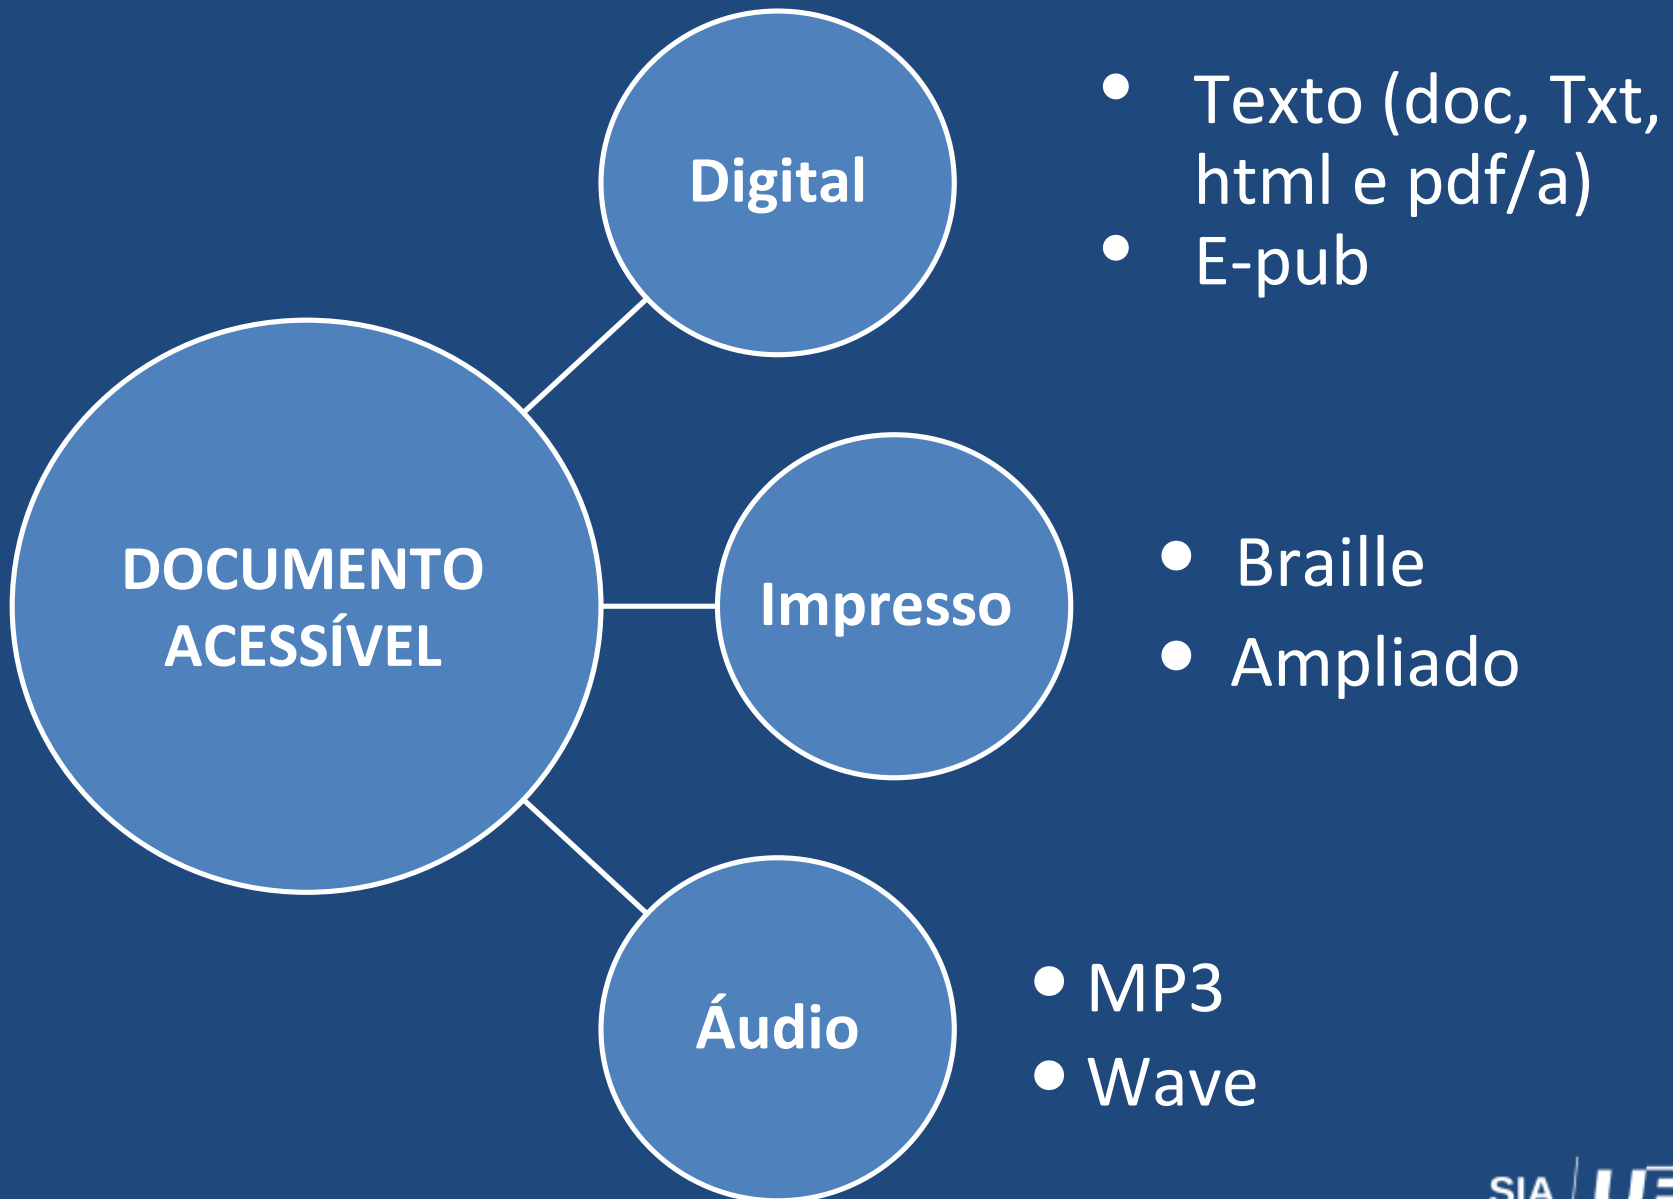 Digital
• Texto (doc, Txt,
html e pdf/a)
• E-pub
DOCUMENTO
ACESSÍVEL
Impresso
• Braille
• Ampliado
Áudio
• MP3
• Wave
SIA